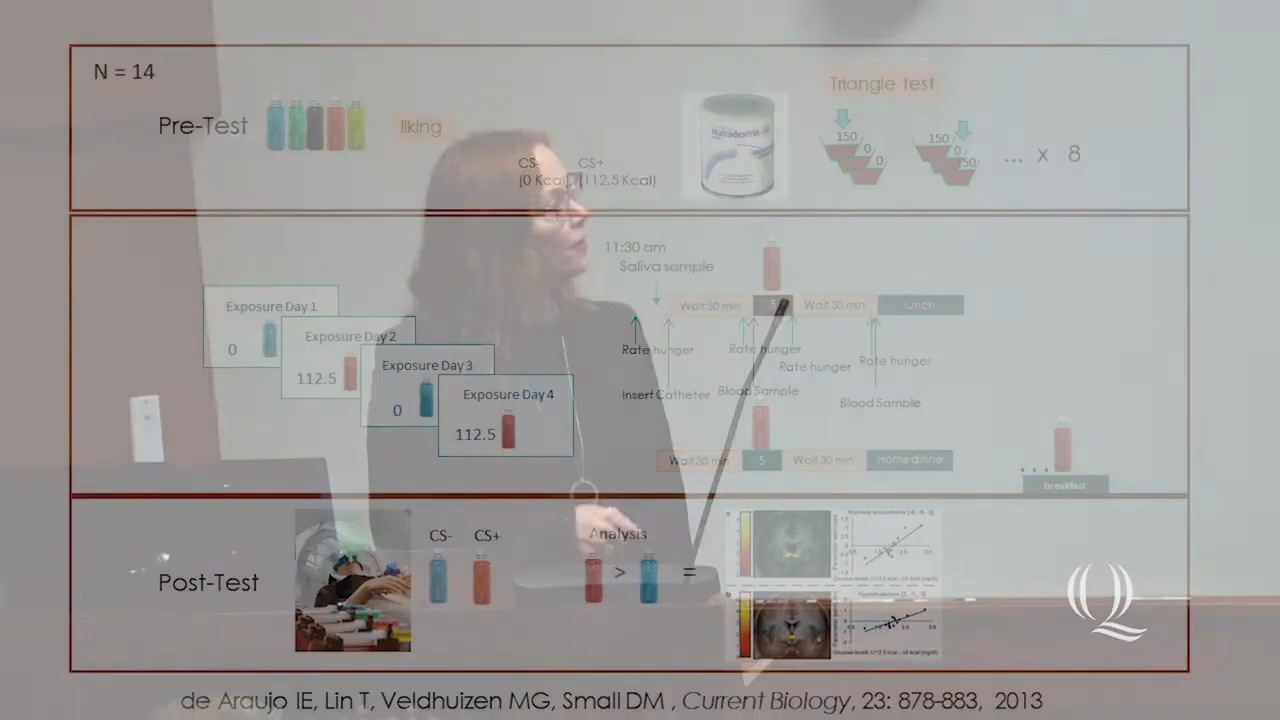 N = 14
Pre-Test
liking
CS- CS+
(0 Kcal) (112.5 Kcal)
Maltodextrin
Triangle test
150 0 0
150 0 150
... x 8
11:30 am
Saliva sample
Exposure Day 1
0
Exposure Day 2
112.5
Exposure Day 3
0
Exposure Day 4
112.5
Wait 30 min 5 Wait 30 min lunch
Rate hunger Rate hunger
Rate hunger Rate hunger
Insert Catheter Blood Sample
Blood Sample
Wait 30 min 5 Wait 30 min Home dinner
...
breakfast
Post-Test
CS- CS+
Analysis
> =
Q
de Araujo IE, Lin T, Veldhuizen MG, Small DM , Current Biology, 23: 878-883, 2013